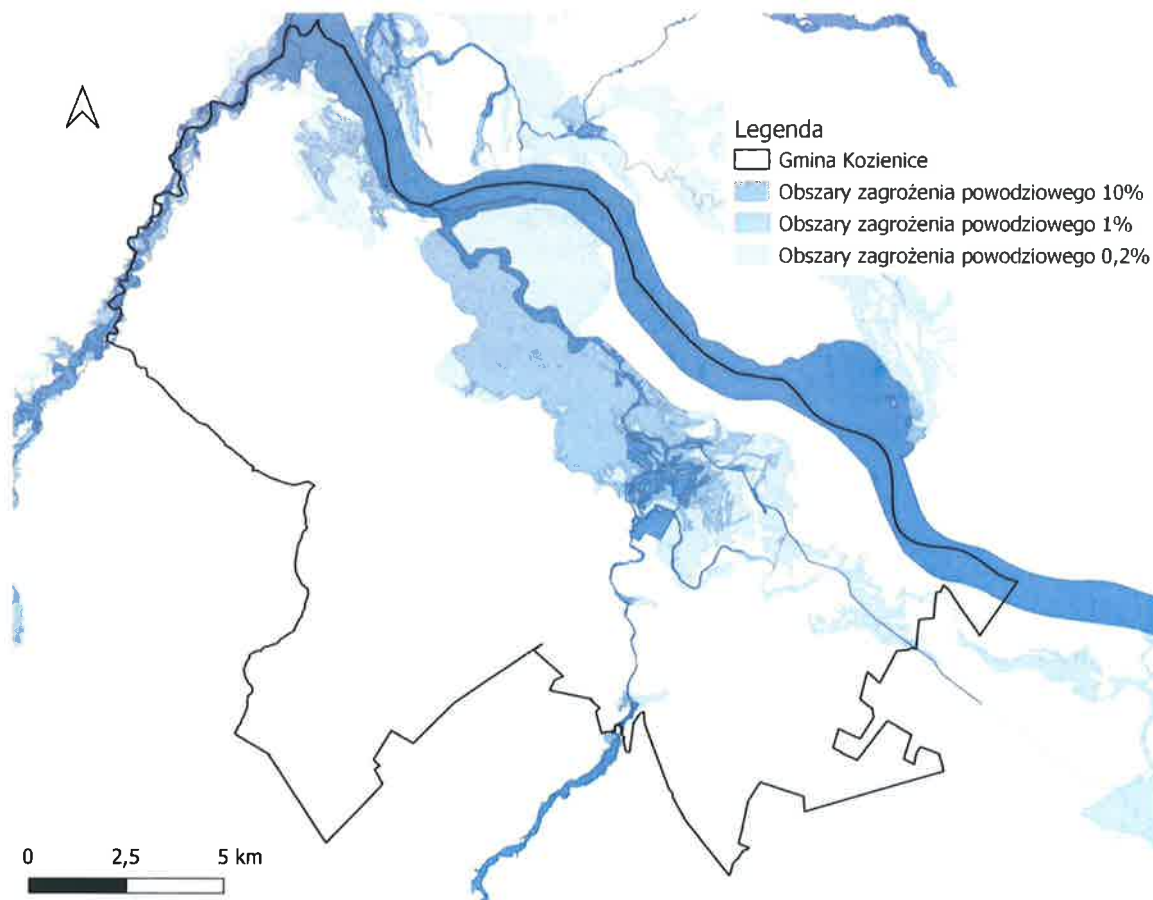 Legenda
Gmina Kozienice
Obszary zagrożenia powodziowego 10%
Obszary zagrożenia powodziowego 1%
Obszary zagrożenia powodziowego 0,2%
0 2,5 5 km